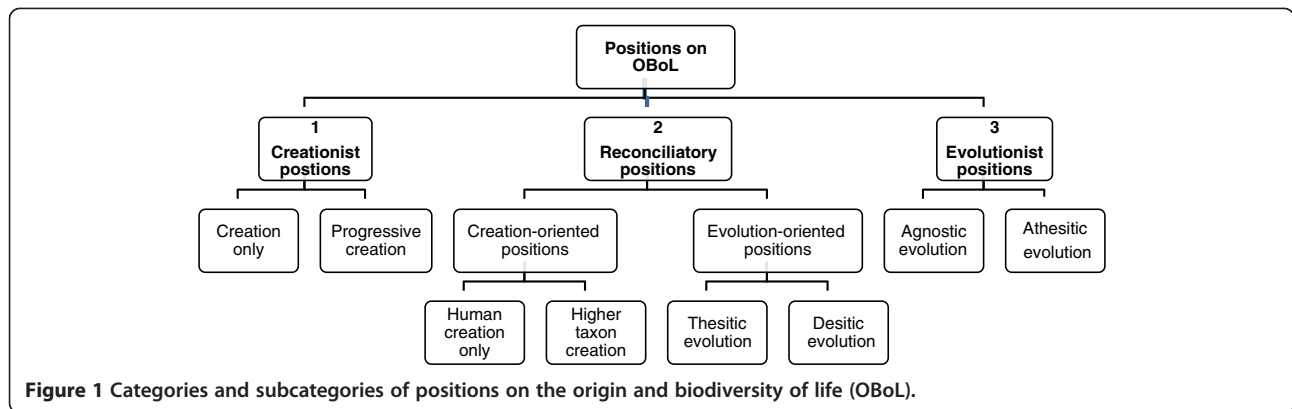 Positions on
OBoL
1
Creationist
postions
2
Reconciliatory
positions
3
Evolutionist
positions
Creation
only
Progressive
creation
Creation-oriented
positions
Evolution-oriented
positions
Agnostic
evolution
Athesitic
evolution
Human
creation
only
Higher
taxon
creation
Thesitic
evolution
Desitic
evolution
Figure 1 Categories and subcategories of positions on the origin and biodiversity of life (OBoL).